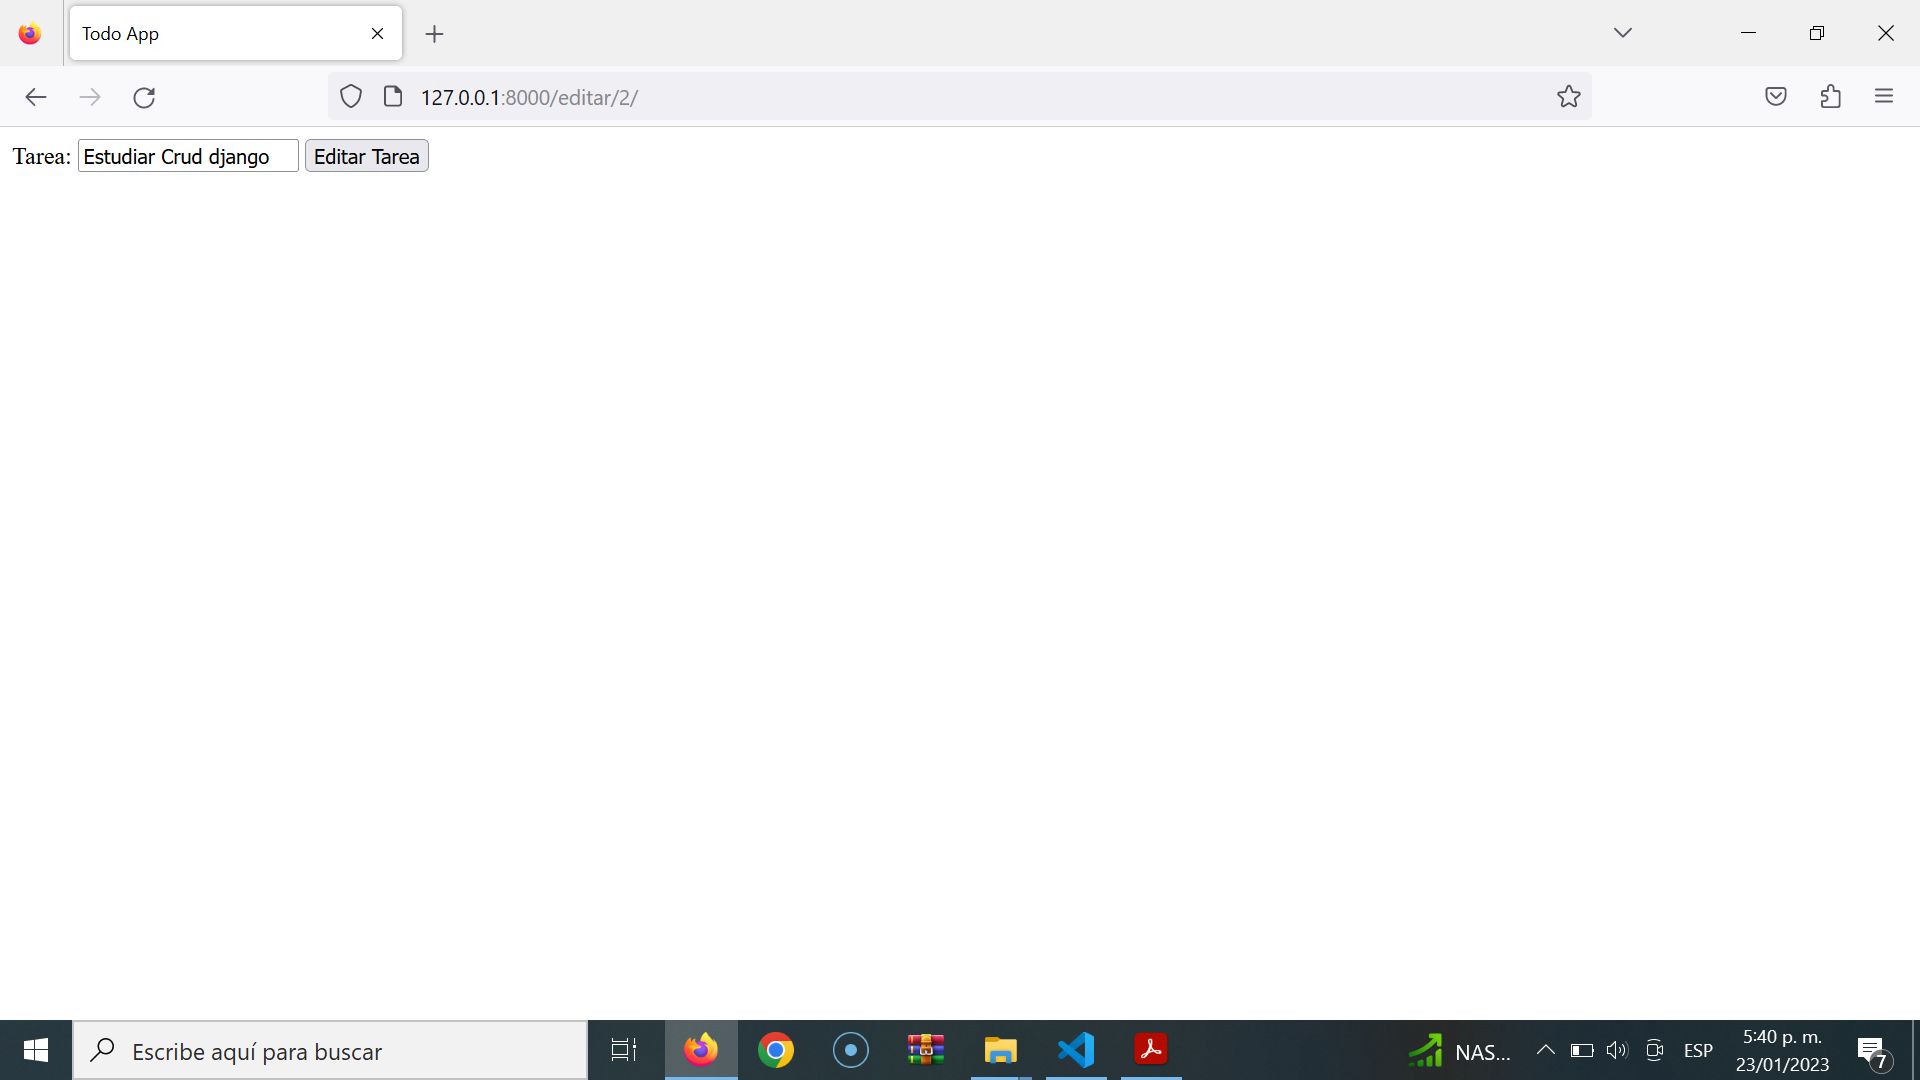 Todo App
127.0.0.1:8000/editar/2/
Tarea: Estudiar Crud django Editar Tarea
Escribe aquí para buscar
NAS...
ESP
5:40 p. m.
23/01/2023
7